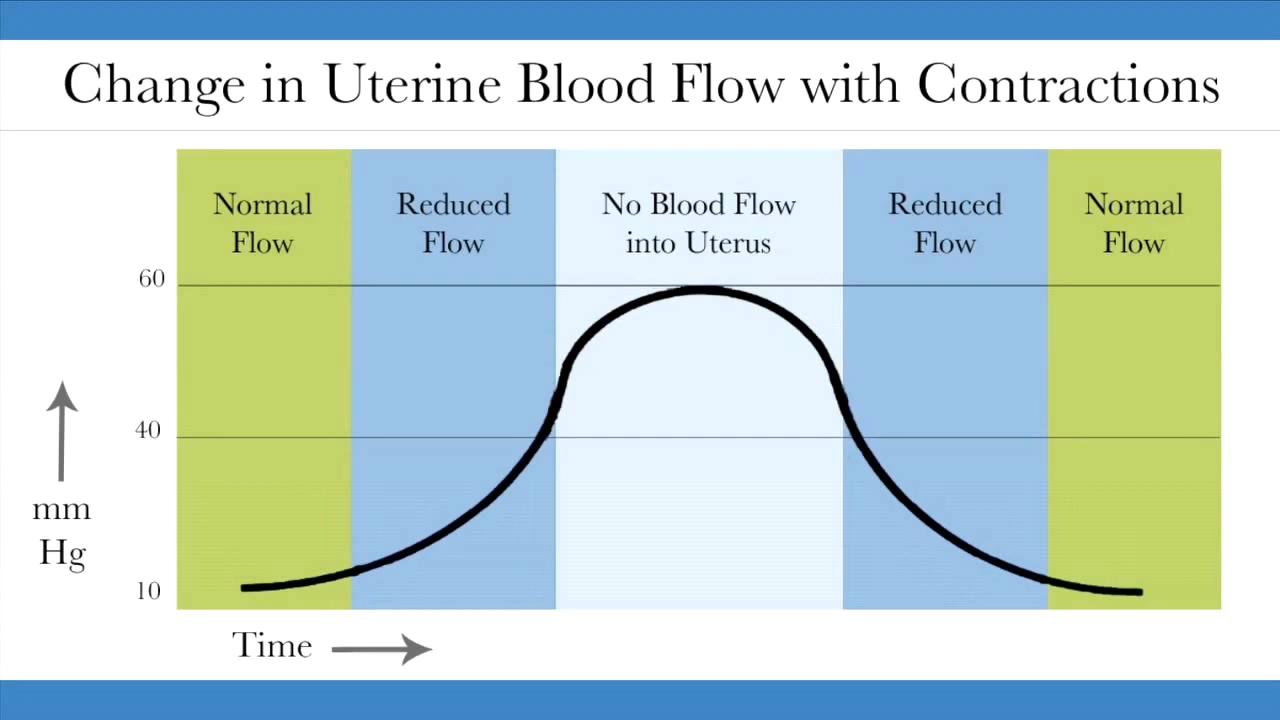 Change in Uterine Blood Flow with Contractions
Normal
Flow
Reduced
Flow
No Blood Flow
into Uterus
Reduced
Flow
Normal
Flow
60
40
10
mm
Hg
Time